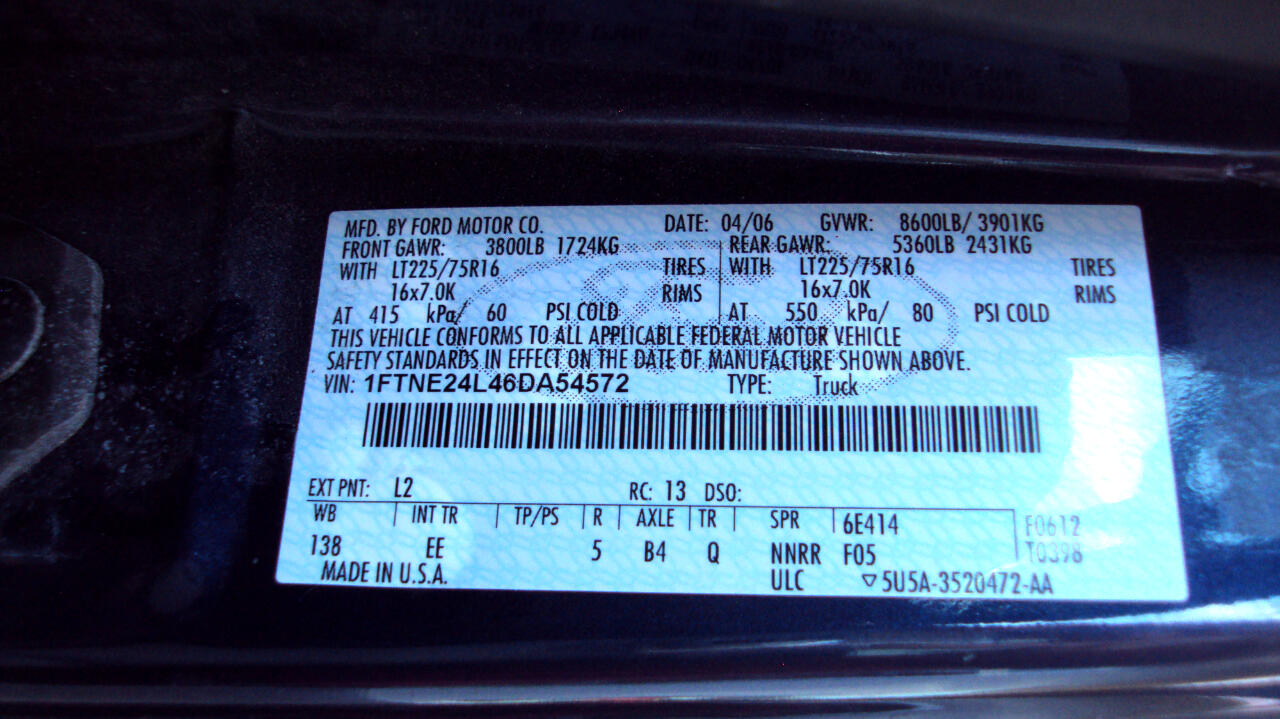 MFD. BY FORD MOTOR CO. DATE: 04/06 GVWR: 8600LB/ 3901KG
FRONT GAWR: 3800LB 1724KG REAR GAWR: 5360LB 2431KG
WITH LT225/75R16 TIRES WITH LT225/75R16 TIRES
16x7.0K RIMS 16x7.0K RIMS
AT 415 kPa/ 60 PSI COLD AT 550 kPa/ 80 PSI COLD
THIS VEHICLE CONFORMS TO ALL APPLICABLE FEDERAL MOTOR VEHICLE
SAFETY STANDARDS IN EFFECT ON THE DATE OF MANUFACTURE SHOWN ABOVE.
VIN: 1FTNE24L46DA54572 TYPE: Truck
EXT PNT: L2 RC: 13 DSO:
WB INT TR TP/PS R AXLE TR SPR 6E414 F0612
138 EE 5 B4 Q NNRR F05 T0398
MADE IN U.S.A. ULC ▽5U5A-3520472-AA